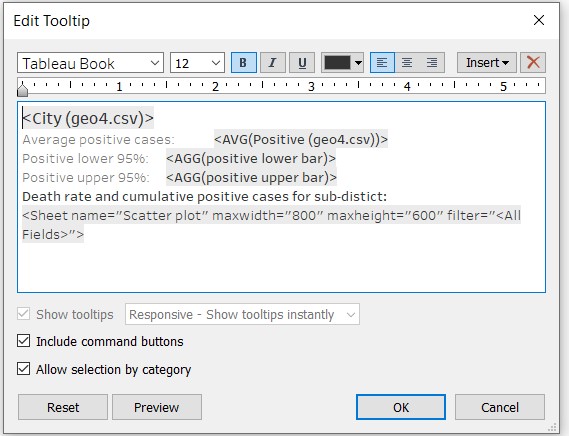 Edit Tooltip
Tableau Book 12 B I U Insert
1 2 3 4 5
<City (geo4.csv)>
Average positive cases: <AVG(Positive (geo4.csv))>
Positive lower 95%: <AGG(positive lower bar)>
Positive upper 95%: <AGG(positive upper bar)>
Death rate and cumulative positive cases for sub-distict:
<Sheet name="Scatter plot" maxwidth="800" maxheight="600" filter="<All
Fields>">
Show tooltips Responsive - Show tooltips instantly
Include command buttons
Allow selection by category
Reset Preview OK Cancel